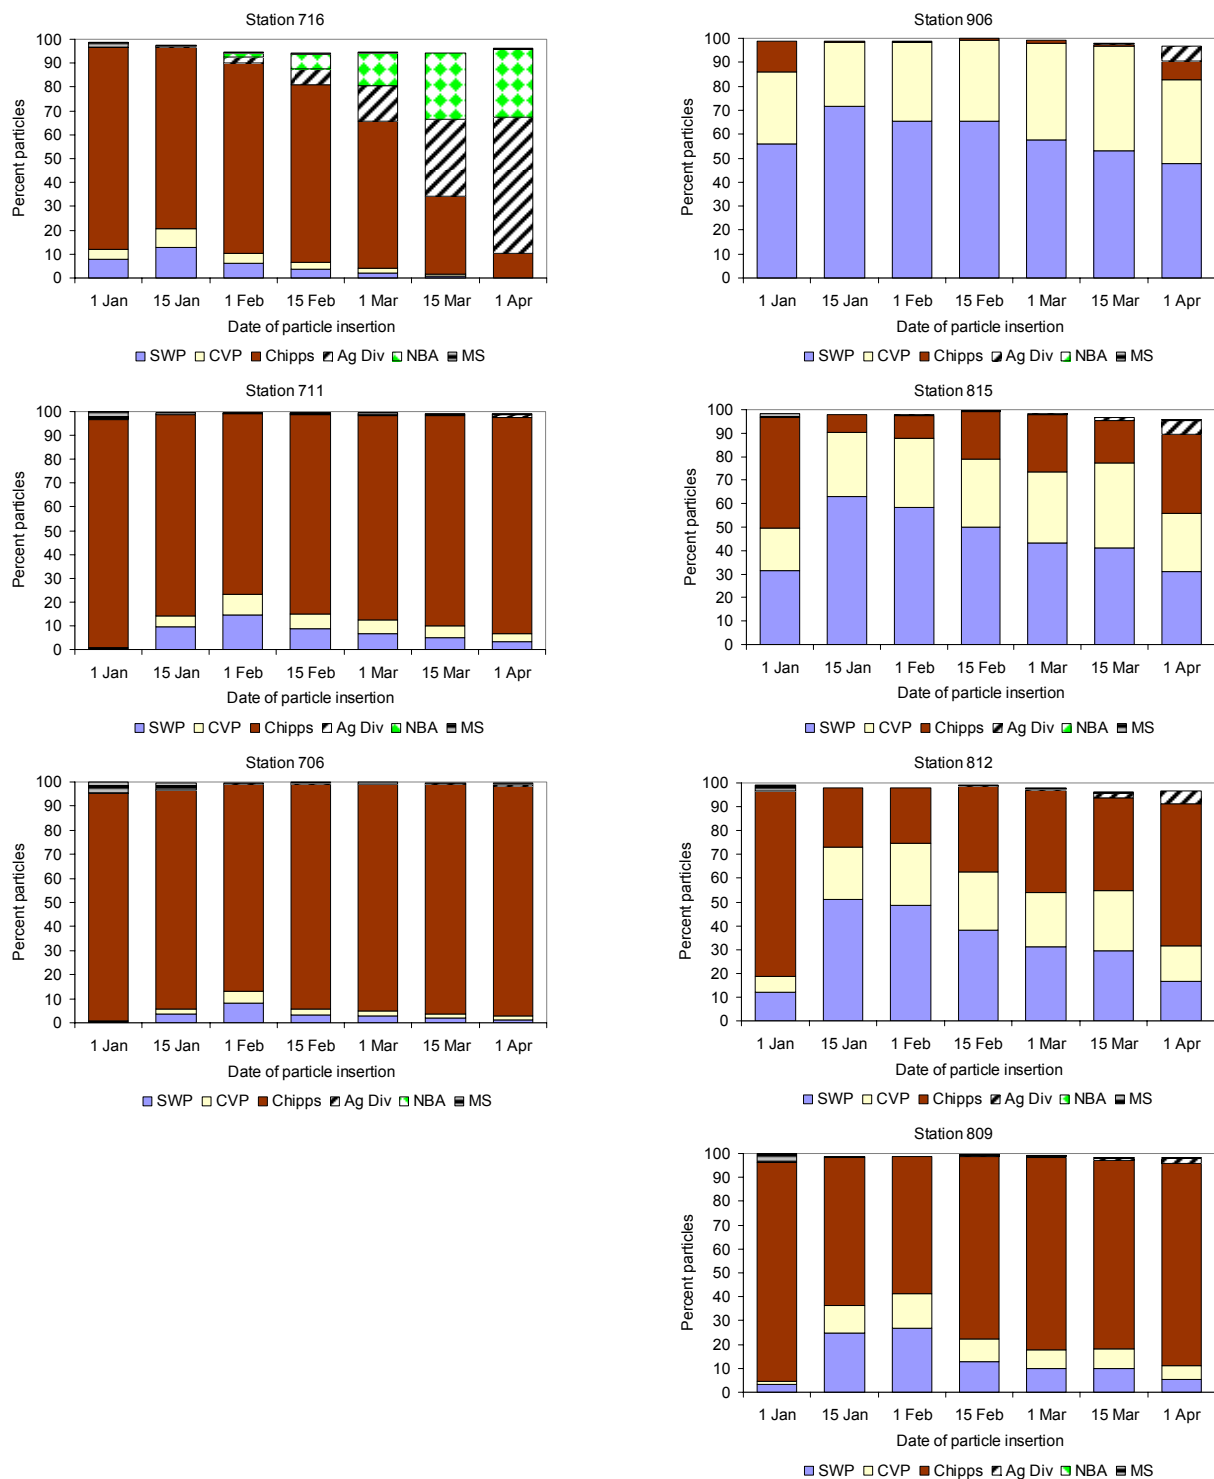 Station 716
Percent particles
100
90
80
70
60
50
40
30
20
10
0
1 Jan 15 Jan 1 Feb 15 Feb 1 Mar 15 Mar 1 Apr
Date of particle insertion
SWP CVP Chipps Ag Div NBA MS
Station 711
Percent particles
100
90
80
70
60
50
40
30
20
10
0
1 Jan 15 Jan 1 Feb 15 Feb 1 Mar 15 Mar 1 Apr
Date of particle insertion
SWP CVP Chipps Ag Div NBA MS
Station 706
Percent particles
100
90
80
70
60
50
40
30
20
10
0
1 Jan 15 Jan 1 Feb 15 Feb 1 Mar 15 Mar 1 Apr
Date of particle insertion
SWP CVP Chipps Ag Div NBA MS
Station 906
Percent particles
100
90
80
70
60
50
40
30
20
10
0
1 Jan 15 Jan 1 Feb 15 Feb 1 Mar 15 Mar 1 Apr
Date of particle insertion
SWP CVP Chipps Ag Div NBA MS
Station 815
Percent particles
100
90
80
70
60
50
40
30
20
10
0
1 Jan 15 Jan 1 Feb 15 Feb 1 Mar 15 Mar 1 Apr
Date of particle insertion
SWP CVP Chipps Ag Div NBA MS
Station 812
Percent particles
100
90
80
70
60
50
40
30
20
10
0
1 Jan 15 Jan 1 Feb 15 Feb 1 Mar 15 Mar 1 Apr
Date of particle insertion
SWP CVP Chipps Ag Div NBA MS
Station 809
Percent particles
100
90
80
70
60
50
40
30
20
10
0
1 Jan 15 Jan 1 Feb 15 Feb 1 Mar 15 Mar 1 Apr
Date of particle insertion
SWP CVP Chipps Ag Div NBA MS